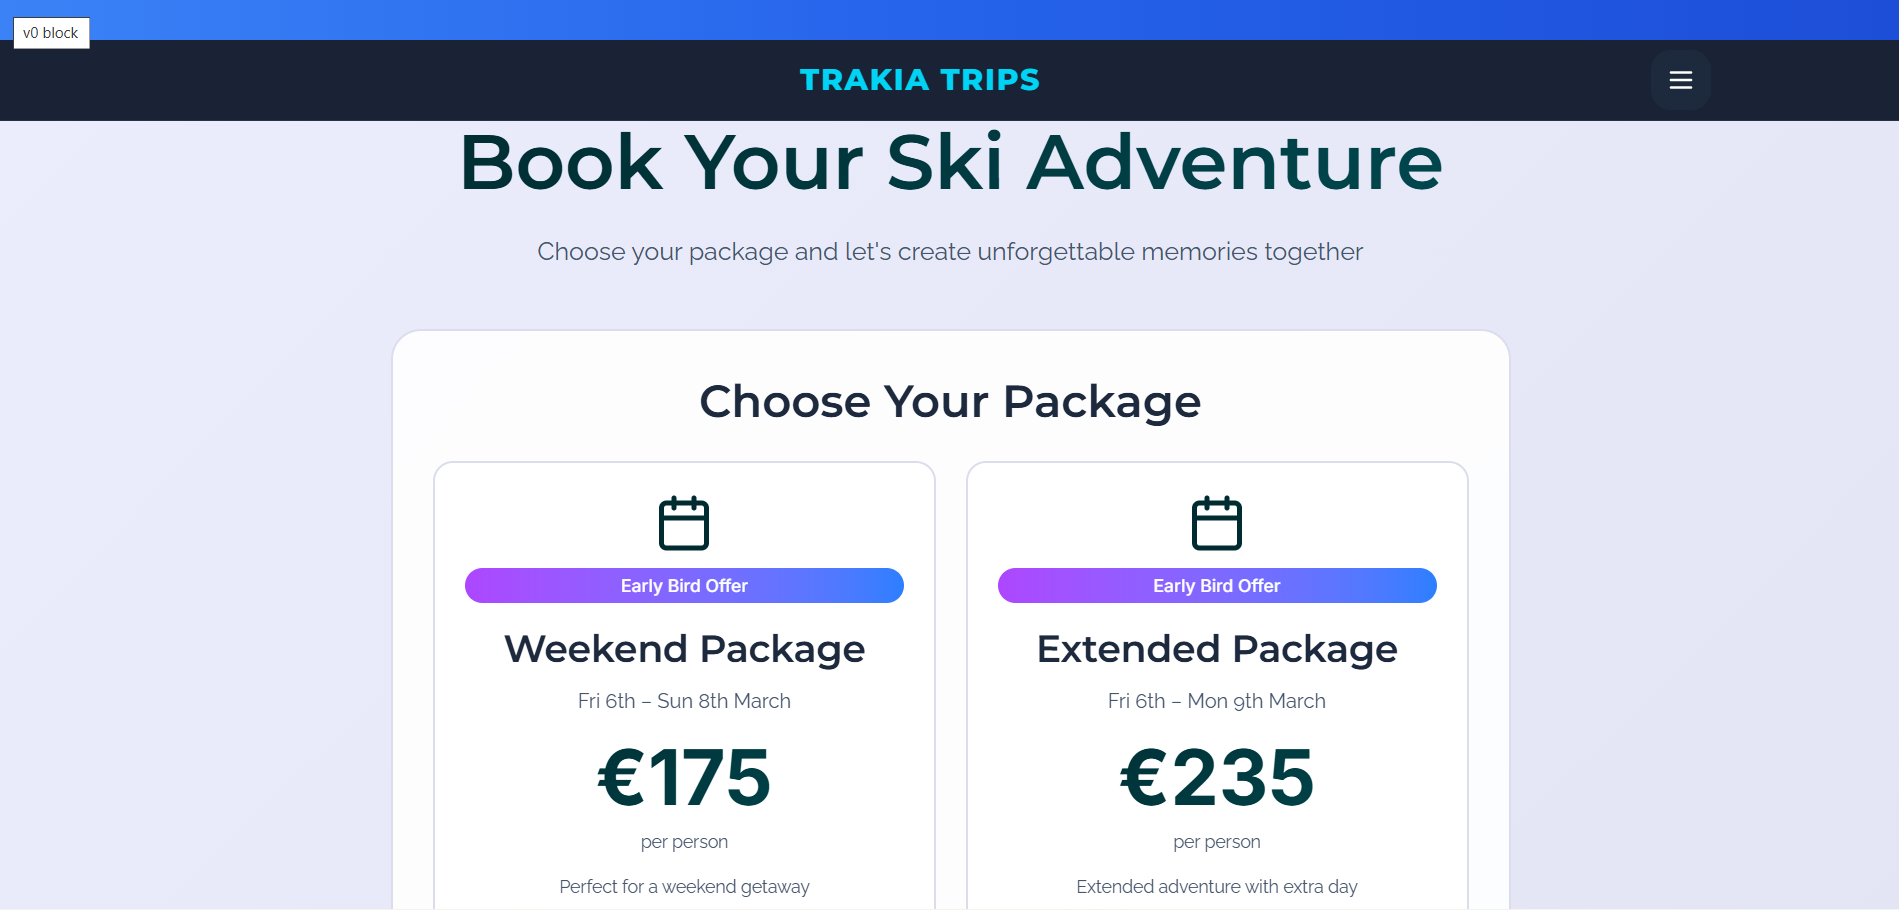 v0 block
TRAKIA TRIPS
Book Your Ski Adventure
Choose your package and let's create unforgettable memories together
Choose Your Package
Early Bird Offer
Weekend Package
Fri 6th – Sun 8th March
€175
per person
Perfect for a weekend getaway
Early Bird Offer
Extended Package
Fri 6th – Mon 9th March
€235
per person
Extended adventure with extra day